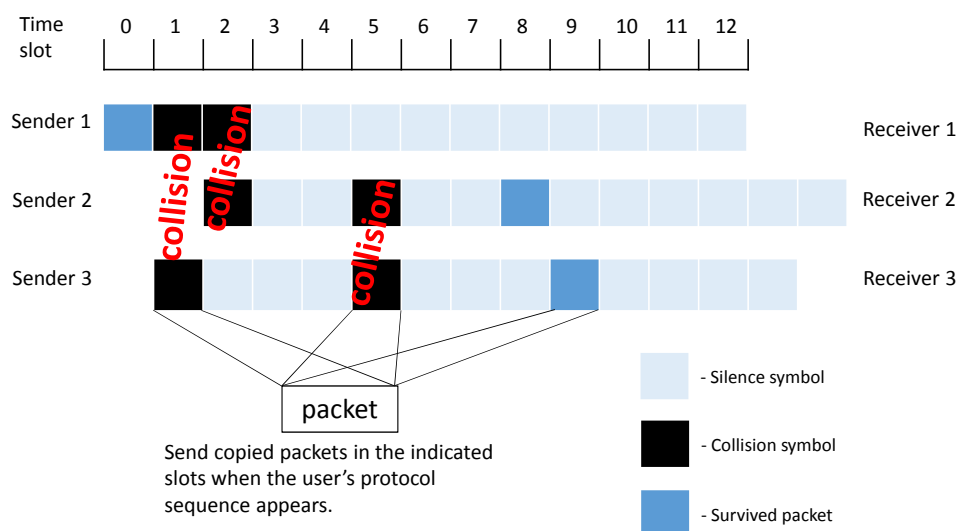 Time slot
0 1 2 3 4 5 6 7 8 9 10 11 12
Sender 1
collision
collision
Receiver 1
Sender 2
collision
Receiver 2
Sender 3
Receiver 3
packet
Send copied packets in the indicated
slots when the user's protocol
sequence appears.
- Silence symbol
- Collision symbol
- Survived packet